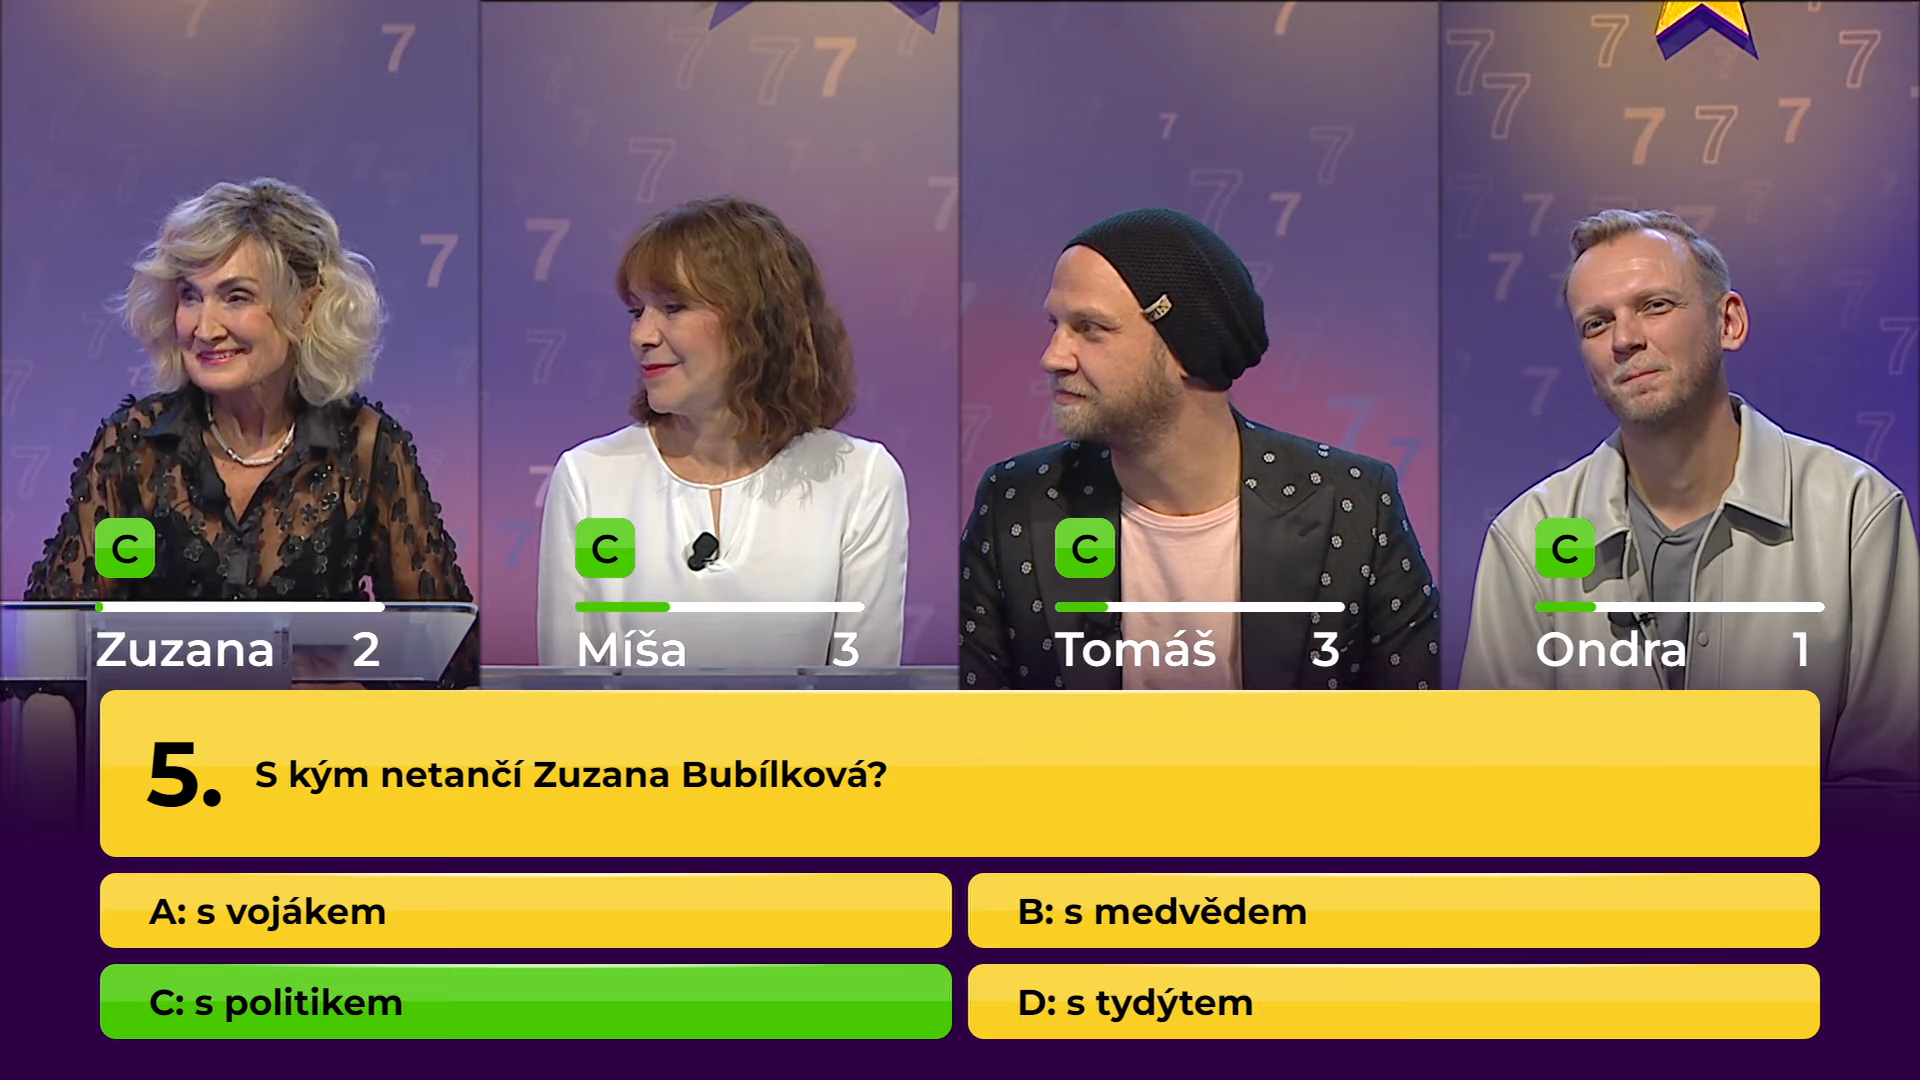 C
C
C
C
Zuzana 2
Míša 3
Tomáš 3
Ondra 1
5. S kým netančí Zuzana Bubílková?
A: s vojákem
B: s medvědem
C: s politikem
D: s tydýtem